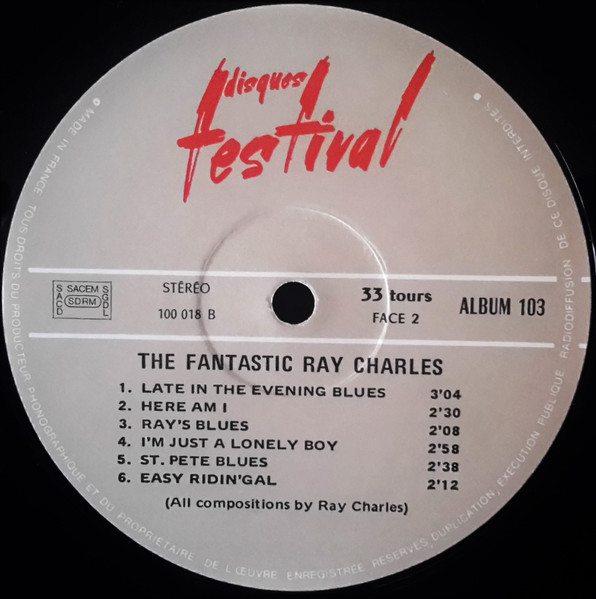 disques
festival
● MADE IN FRANCE TOUS DROITS DU PRODUCTEUR PHONOGRAPHIQUE ET DU PROPRIÉTAIRE DE L'ŒUVRE ENREGISTRÉE RESERVES DUPLICATION, EXECUTION PUBLIQUE RADIODIFFUSION DE CE DISQUE INTERDITES ●
SACD SACEM SDRM SGDL
STÉRÉO
100 018 B
33 tours
FACE 2
ALBUM 103
THE FANTASTIC RAY CHARLES
1. LATE IN THE EVENING BLUES 3'04
2. HERE AM I 2'30
3. RAY'S BLUES 2'08
4. I'M JUST A LONELY BOY 2'58
5. ST. PETE BLUES 2'38
6. EASY RIDIN'GAL 2'12
(All compositions by Ray Charles)